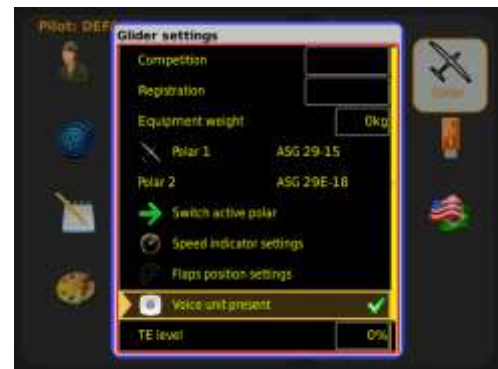 Pilot: DEF
Glider settings
Competition
Registration
Equipment weight 0kg
Polar 1 ASG 29-15
Polar 2 ASG 29E-18
Switch active polar
Speed indicator settings
Flaps position settings
Voice unit present
TE level 0%